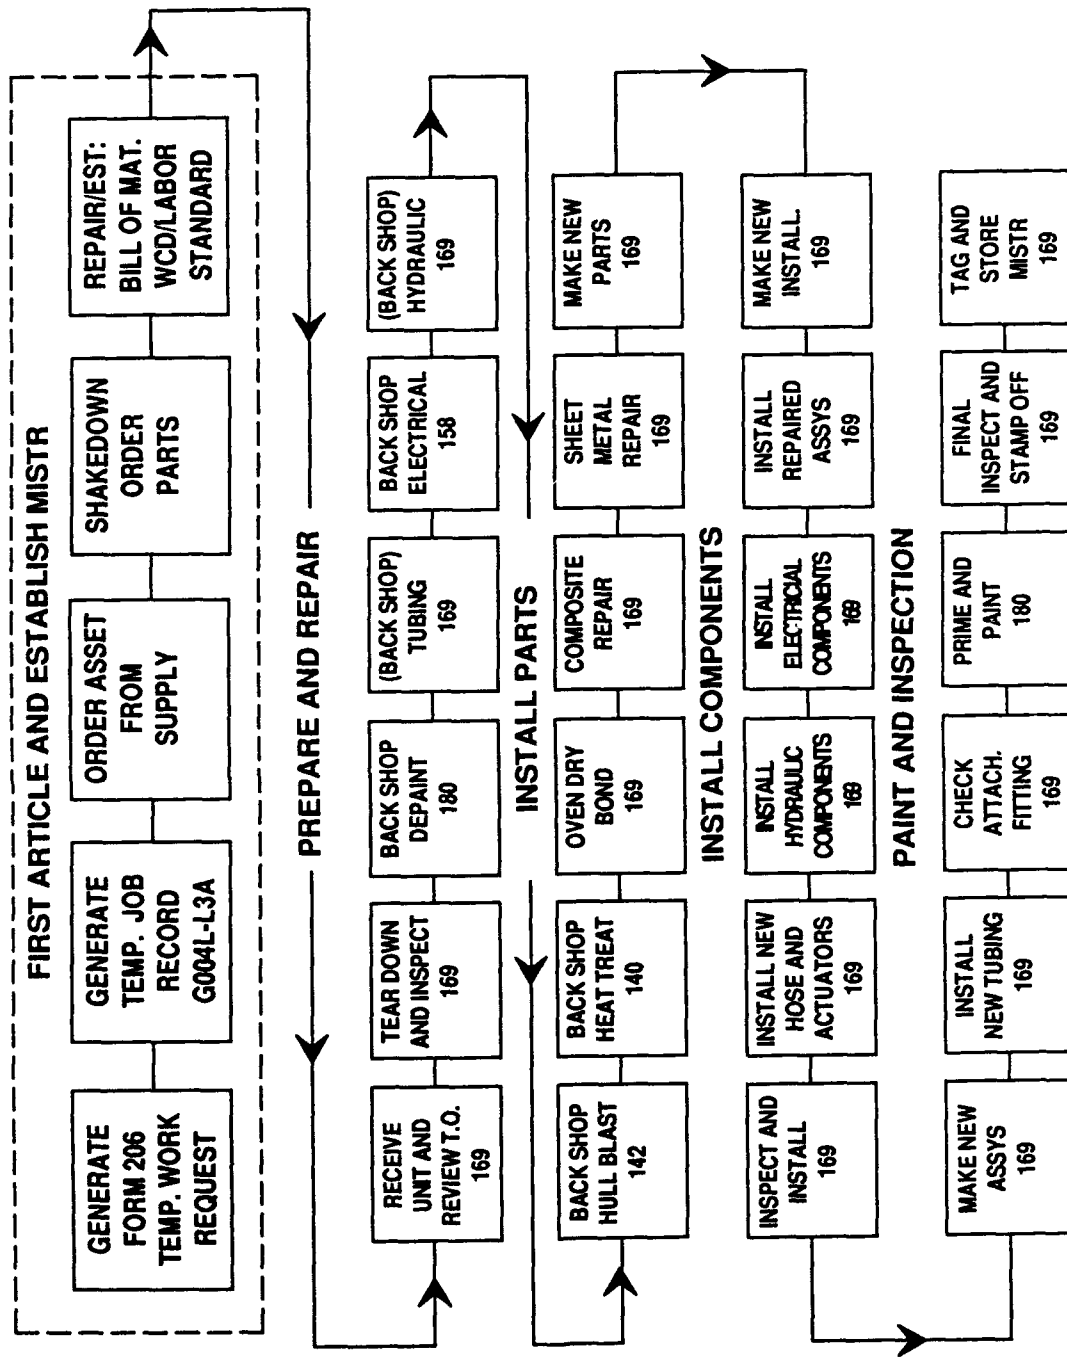 FIRST ARTICLE AND ESTABLISH MISTR
GENERATE
FORM 206
TEMP. WORK
REQUEST
GENERATE
TEMP. JOB
RECORD
G004L-L3A
ORDER ASSET
FROM
SUPPLY
SHAKEDOWN
ORDER
PARTS
REPAIR/EST:
BILL OF MAT.
WCD/LABOR
STANDARD
PREPARE AND REPAIR
RECEIVE
UNIT AND
REVIEW T.O.
169
TEAR DOWN
AND INSPECT
169
BACK SHOP
DEPAINT
180
(BACK SHOP)
TUBING
169
BACK SHOP
ELECTRICAL
158
(BACK SHOP)
HYDRAULIC
169
INSTALL PARTS
BACK SHOP
HULL BLAST
142
BACK SHOP
HEAT TREAT
140
OVEN DRY
BOND
169
COMPOSITE
REPAIR
169
SHEET
METAL
REPAIR
169
MAKE NEW
PARTS
169
INSTALL COMPONENTS
INSPECT AND
INSTALL
169
INSTALL NEW
HOSE AND
ACTUATORS
169
INSTALL
HYDRAULIC
COMPONENTS
169
INSTALL
ELECTRICIAL
COMPONENTS
169
INSTALL
REPAIRED
ASSYS
169
MAKE NEW
INSTALL.
169
PAINT AND INSPECTION
MAKE NEW
ASSYS
169
INSTALL
NEW TUBING
169
CHECK
ATTACH.
FITTING
169
PRIME AND
PAINT
180
FINAL
INSPECT AND
STAMP OFF
169
TAG AND
STORE
MISTR
169